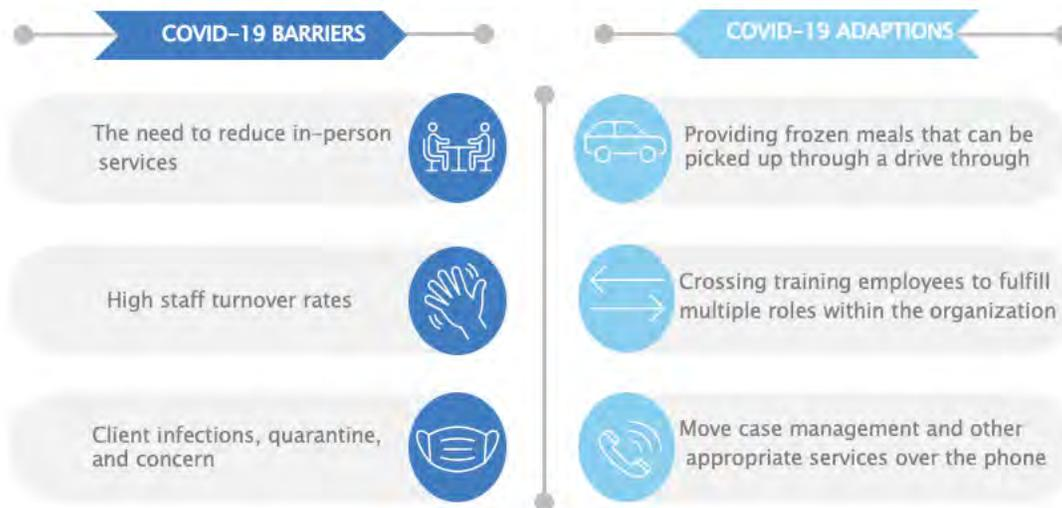 COVID-19 BARRIERS
COVID-19 ADAPTIONS
The need to reduce in-person
services
Providing frozen meals that can be
picked up through a drive through
High staff turnover rates
Crossing training employees to fulfill
multiple roles within the organization
Client infections, quarantine,
and concern
Move case management and other
appropriate services over the phone